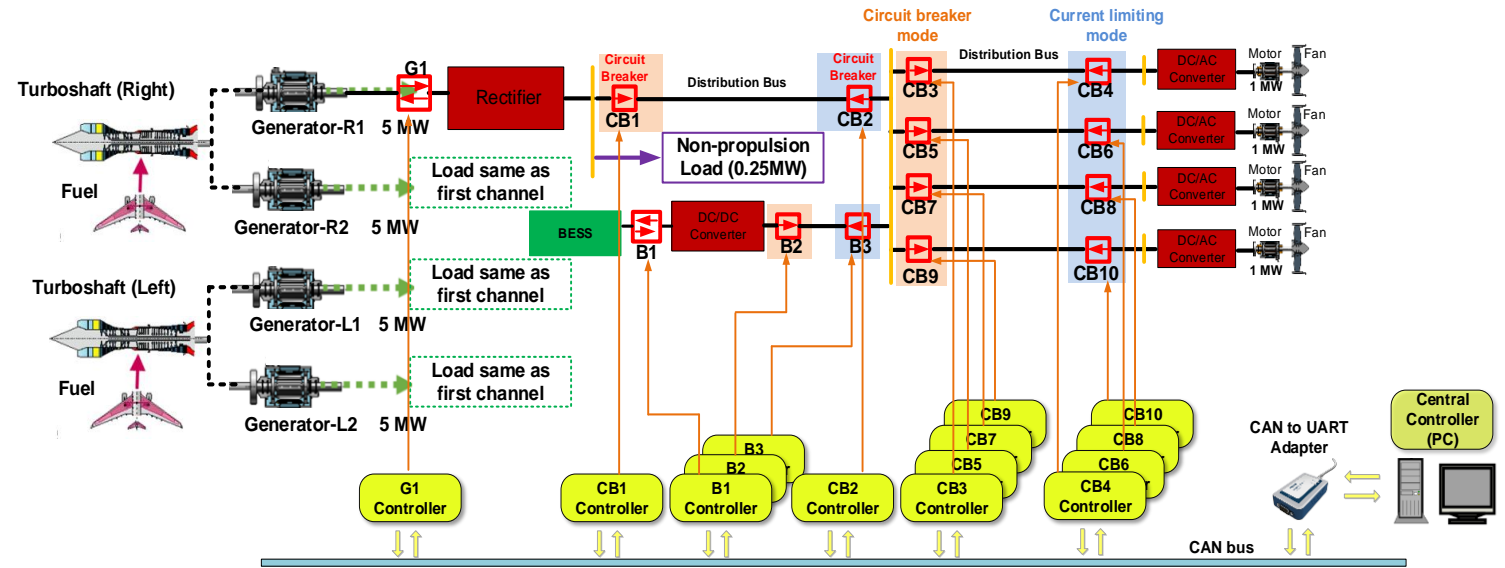 Circuit breaker
mode
Current limiting
mode
Turboshaft (Right)
G1
Rectifier
Circuit
Breaker
CB1
Distribution Bus
Circuit
Breaker
CB2
CB3
Distribution Bus
CB4
DC/AC
Converter
Motor
Fan
1 MW
Generator-R1
5 MW
Non-propulsion
Load (0.25MW)
CB5
CB6
DC/AC
Converter
Motor
Fan
1 MW
Fuel
Load same as
first channel
CB7
CB8
DC/AC
Converter
Motor
Fan
1 MW
Generator-R2
5 MW
BESS
B1
DC/DC
Converter
B2
B3
CB9
CB10
DC/AC
Converter
Motor
Fan
1 MW
Turboshaft (Left)
Load same as
first channel
Generator-L1
5 MW
Fuel
Load same as
first channel
Generator-L2
5 MW
G1
Controller
CB1
Controller
B3
B2
B1
Controller
CB2
Controller
CB9
CB7
CB5
CB3
Controller
CB10
CB8
CB6
CB4
Controller
CAN to UART
Adapter
Central
Controller
(PC)
CAN bus